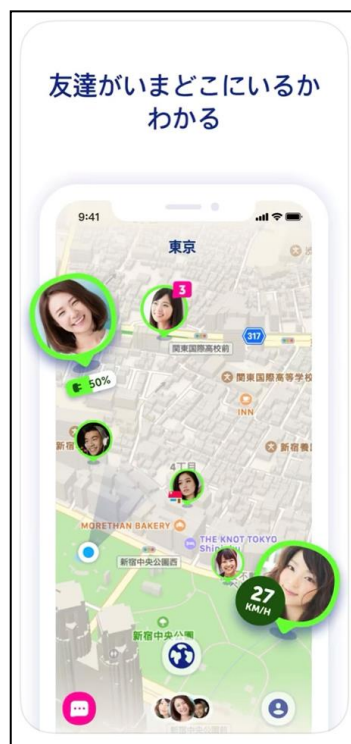 友達がいまどこにいるか
わかる
9:41
東京
3
317
関東国際高校前
50%
関東国際高等学校
INN
新宿
新宿養
4丁目
MORETHAN BAKERY
THE KNOT TOKYO
Shinjuku
新宿中央公園西
27
KM/H
新宿中央公園